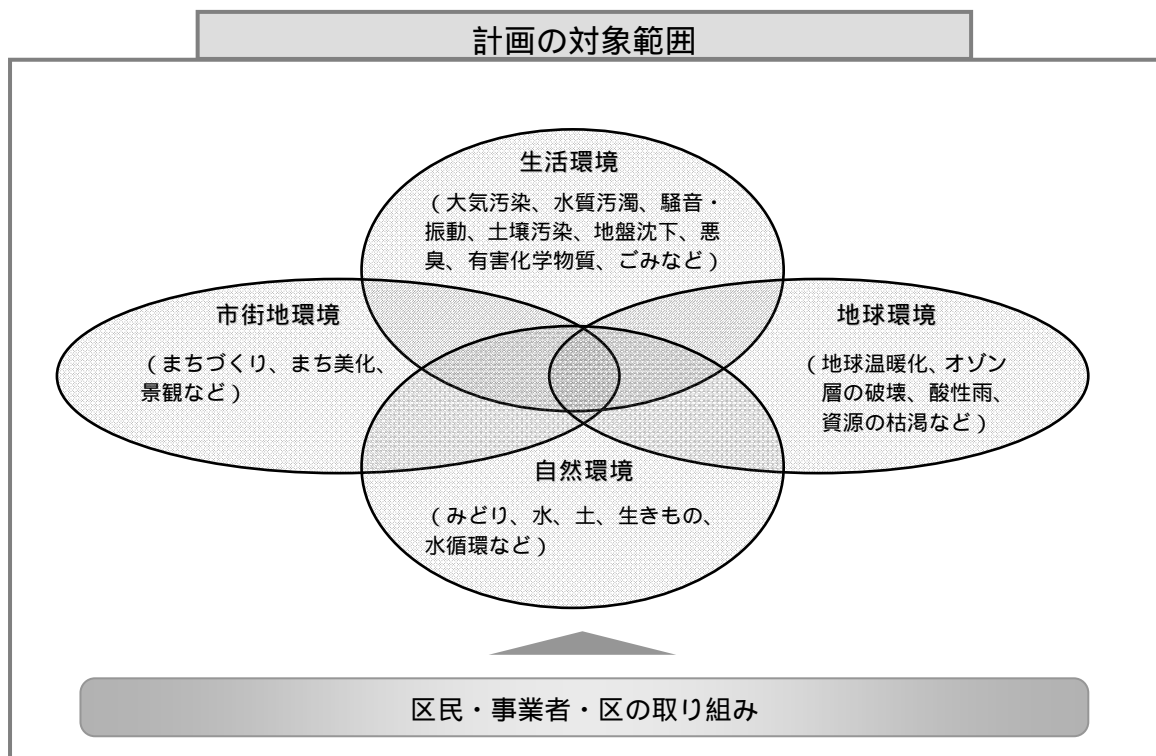 計画の対象範囲
生活環境
（大気汚染、水質汚濁、騒音・
振動、土壌汚染、地盤沈下、悪
臭、有害化学物質、ごみなど）
市街地環境
（まちづくり、まち美化、
景観など）
地球環境
（地球温暖化、オゾン
層の破壊、酸性雨、
資源の枯渇など）
自然環境
（みどり、水、土、生きもの、
水循環など）
区民・事業者・区の取り組み